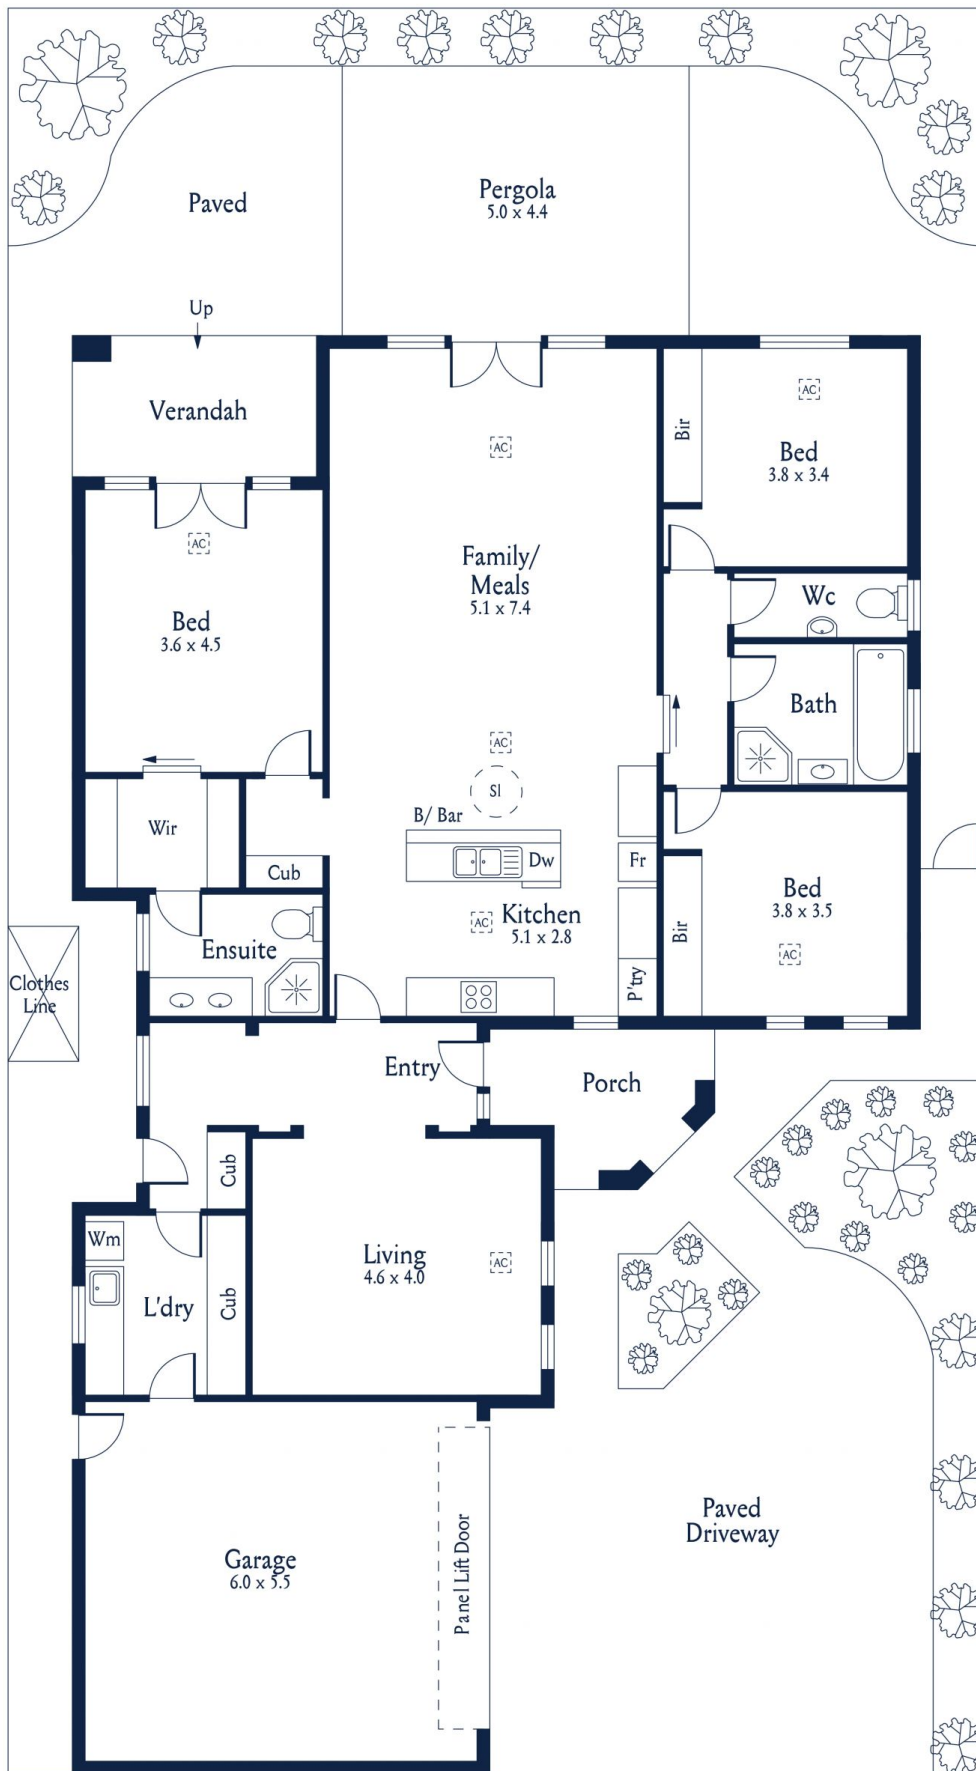 Paved
Pergola
5.0 x 4.4
Up
Verandah
AC
Bir
AC
Bed
3.8 x 3.4
AC
Bed
3.6 x 4.5
Family/
Meals
5.1 x 7.4
Wc
Bath
AC
Sl
B/ Bar
Wir
Cub
Dw
Fr
Bed
3.8 x 3.5
AC
Bir
AC
Kitchen
5.1 x 2.8
P'try
Ensuite
Clothes
Line
Entry
Porch
Cub
Wm
L'dry
Cub
Living
4.6 x 4.0
AC
Garage
6.0 x 5.5
Panel Lift Door
Paved
Driveway